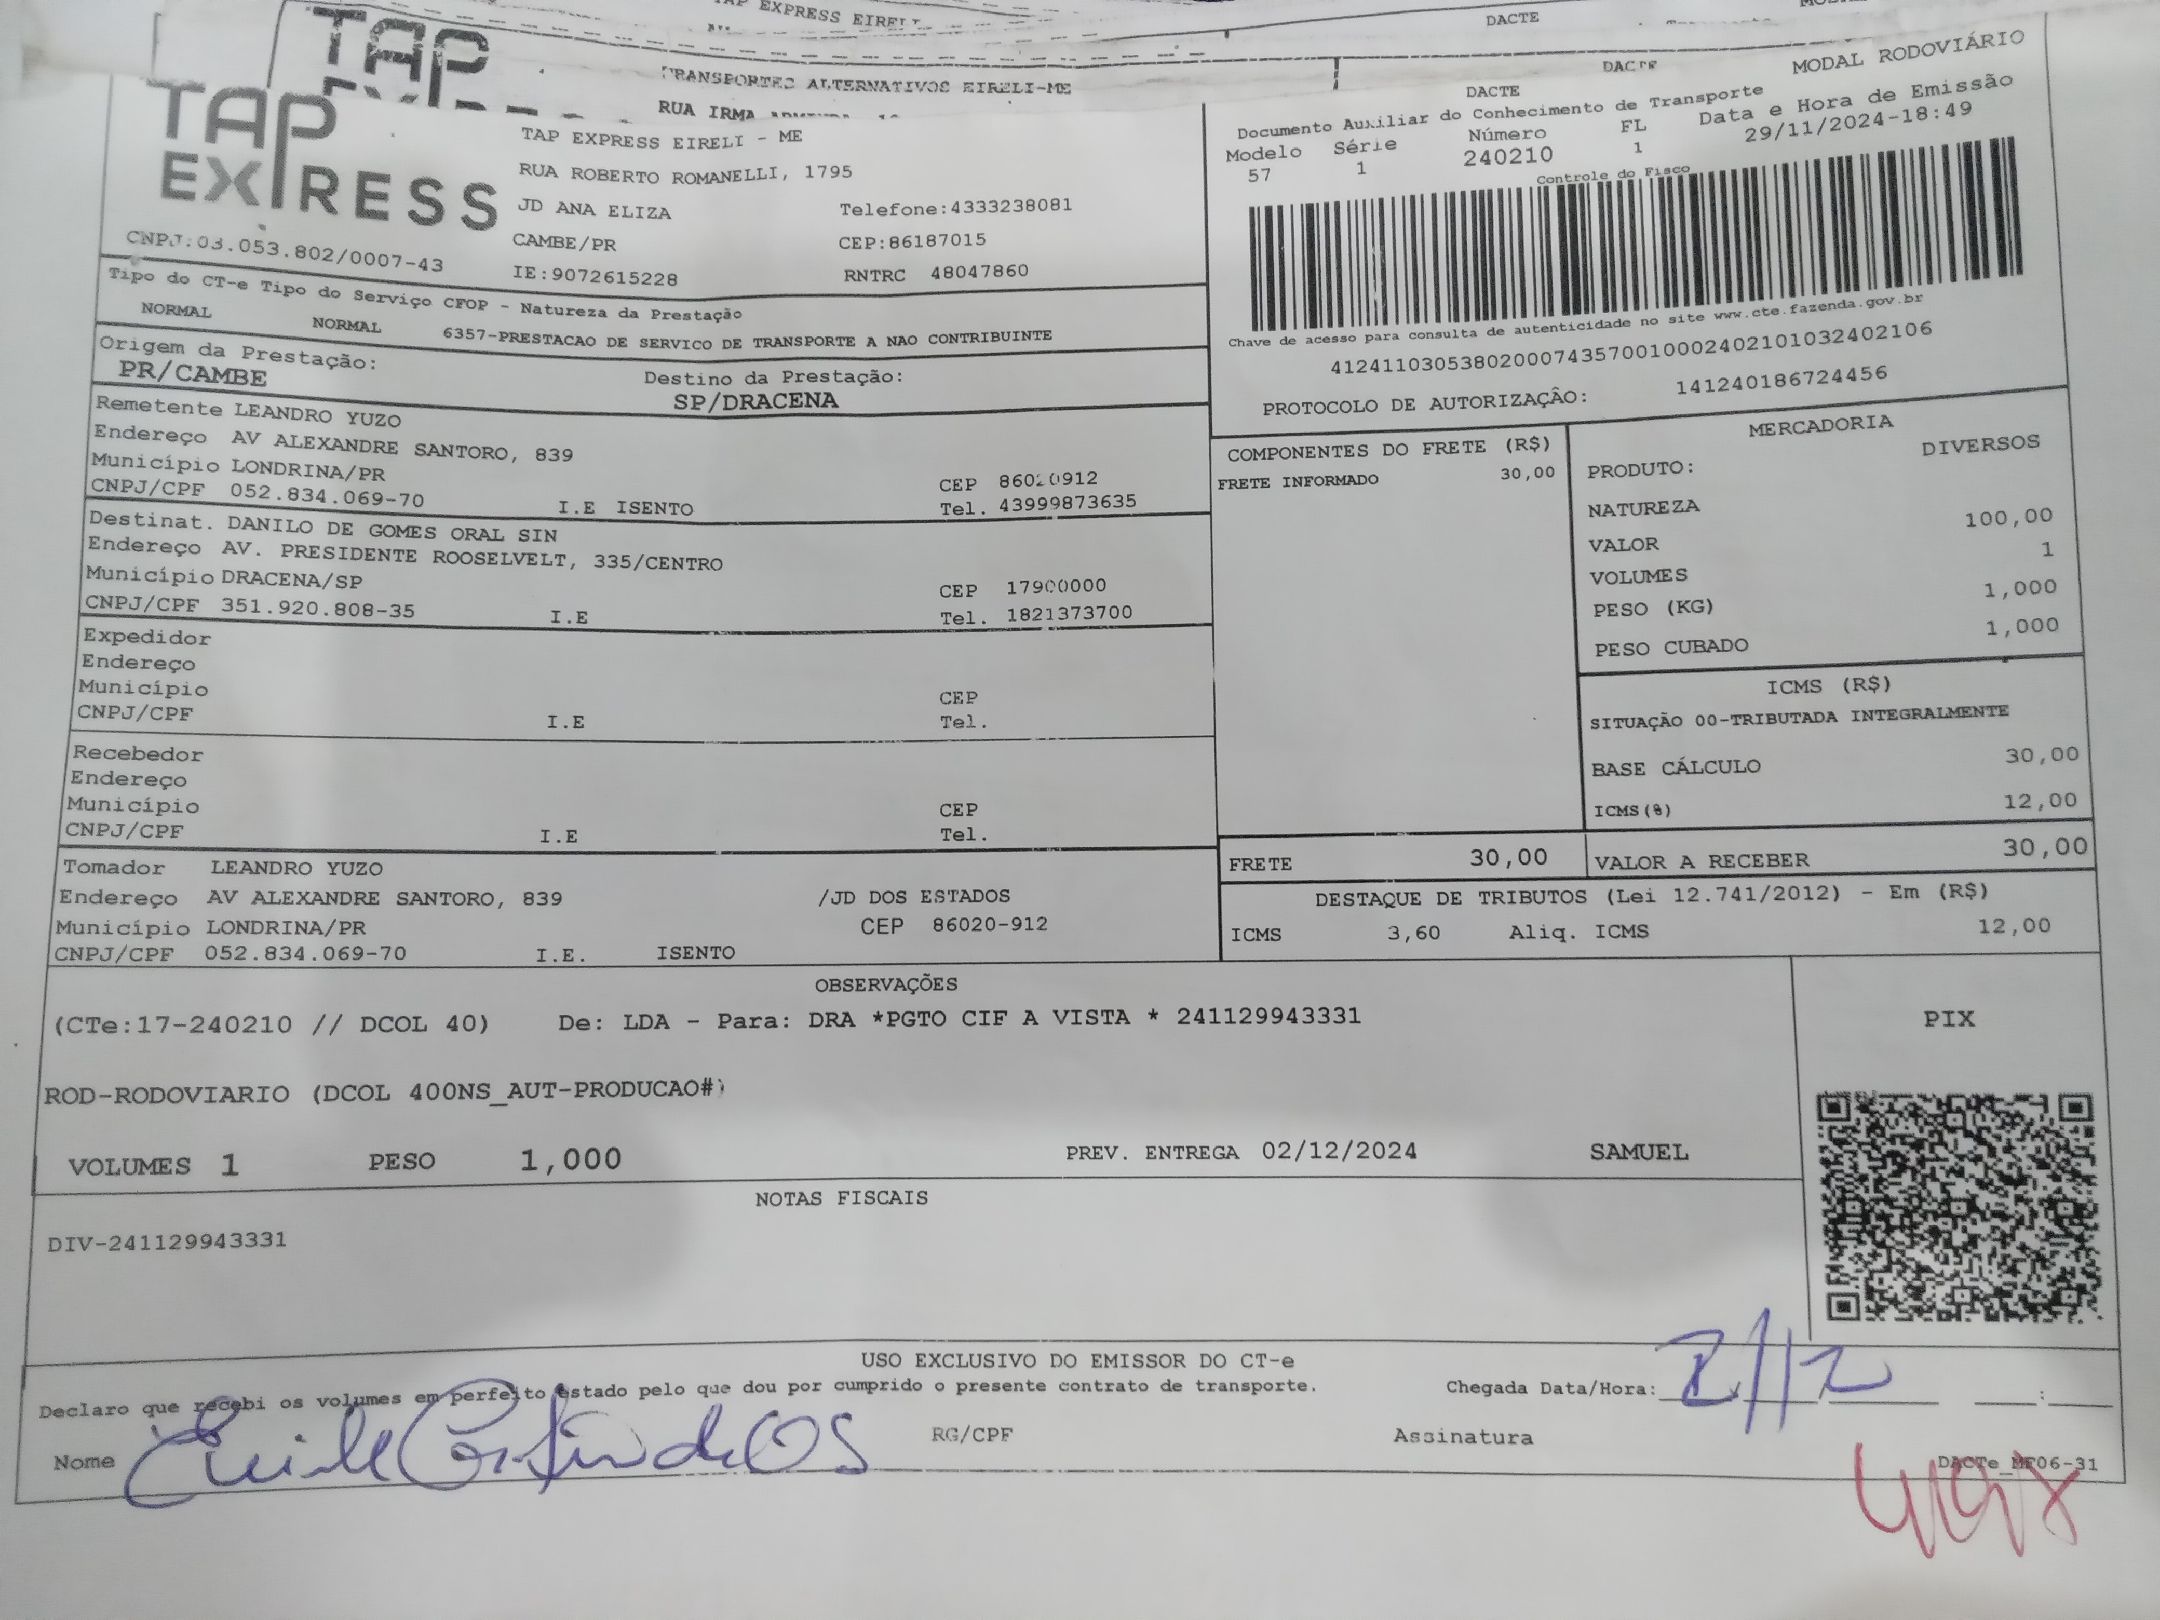 TAP EXPRESS EIRELI
DACTE
TAP
TRANSPORTES ALTERNATIVOS EIRELI-ME
DACTE
MODAL RODOVIÁRIO
RUA IRMA
TAP EXPRESS
TAP EXPRESS EIRELI - ME
RUA ROBERTO ROMANELLI, 1795
JD ANA ELIZA Telefone:4333238081
CAMBE/PR CEP:86187015
CNPJ:03.053.802/0007-43 IE:9072615228 RNTRC 48047860
DACTE
Documento Auxiliar do Conhecimento de Transporte
Modelo Série Número FL Data e Hora de Emissão
57 1 240210 1 29/11/2024-18:49
Controle do Fisco
Chave de acesso para consulta de autenticidade no site www.cte.fazenda.gov.br
41241103053802000743570010002402101032402106
PROTOCOLO DE AUTORIZAÇÂO: 141240186724456
Tipo do CT-e Tipo do Serviço CFOP - Natureza da Prestação
NORMAL NORMAL 6357-PRESTACAO DE SERVICO DE TRANSPORTE A NAO CONTRIBUINTE
Origem da Prestação: Destino da Prestação:
PR/CAMBE SP/DRACENA
Remetente LEANDRO YUZO
Endereço AV ALEXANDRE SANTORO, 839
Município LONDRINA/PR CEP 86020912
CNPJ/CPF 052.834.069-70 I.E ISENTO Tel. 43999873635
Destinat. DANILO DE GOMES ORAL SIN
Endereço AV. PRESIDENTE ROOSELVELT, 335/CENTRO
Município DRACENA/SP CEP 17900000
CNPJ/CPF 351.920.808-35 I.E Tel. 1821373700
Expedidor
Endereço
Município CEP
CNPJ/CPF I.E Tel.
Recebedor
Endereço
Município CEP
CNPJ/CPF I.E Tel.
Tomador LEANDRO YUZO
Endereço AV ALEXANDRE SANTORO, 839 /JD DOS ESTADOS
Município LONDRINA/PR CEP 86020-912
CNPJ/CPF 052.834.069-70 I.E. ISENTO
COMPONENTES DO FRETE (R$)
FRETE INFORMADO 30,00
MERCADORIA
PRODUTO: DIVERSOS
NATUREZA
VALOR 100,00
VOLUMES 1
PESO (KG) 1,000
PESO CUBADO 1,000
ICMS (R$)
SITUAÇÃO 00-TRIBUTADA INTEGRALMENTE
BASE CÁLCULO 30,00
ICMS(%) 12,00
FRETE 30,00 VALOR A RECEBER 30,00
DESTAQUE DE TRIBUTOS (Lei 12.741/2012) - Em (R$)
ICMS 3,60 Aliq. ICMS 12,00
OBSERVAÇÕES
(CTe:17-240210 // DCOL 40) De: LDA - Para: DRA *PGTO CIF A VISTA * 241129943331
ROD-RODOVIARIO (DCOL 400NS_AUT-PRODUCAO#)
VOLUMES 1 PESO 1,000 PREV. ENTREGA 02/12/2024 SAMUEL
PIX
NOTAS FISCAIS
DIV-241129943331
USO EXCLUSIVO DO EMISSOR DO CT-e
Declaro que recebi os volumes em perfeito estado pelo que dou por cumprido o presente contrato de transporte. Chegada Data/Hora: 2/12 :
Nome RG/CPF Assinatura
DACTe_MF06-31